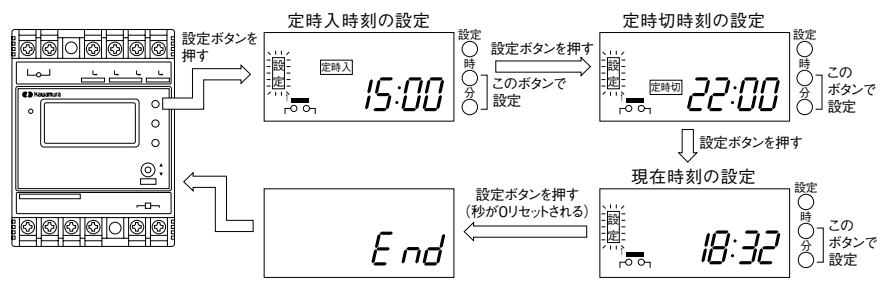 Kawamura
設定ボタンを
押す
定時入時刻の設定
設定
定時入
15:00
設定
時
分
このボタンで
設定
設定ボタンを押す
定時切時刻の設定
設定
定時切
22:00
設定
時
分
この
ボタンで
設定
設定ボタンを押す
現在時刻の設定
設定
18:32
設定
時
分
この
ボタンで
設定
設定ボタンを押す
(秒が0リセットされる)
End